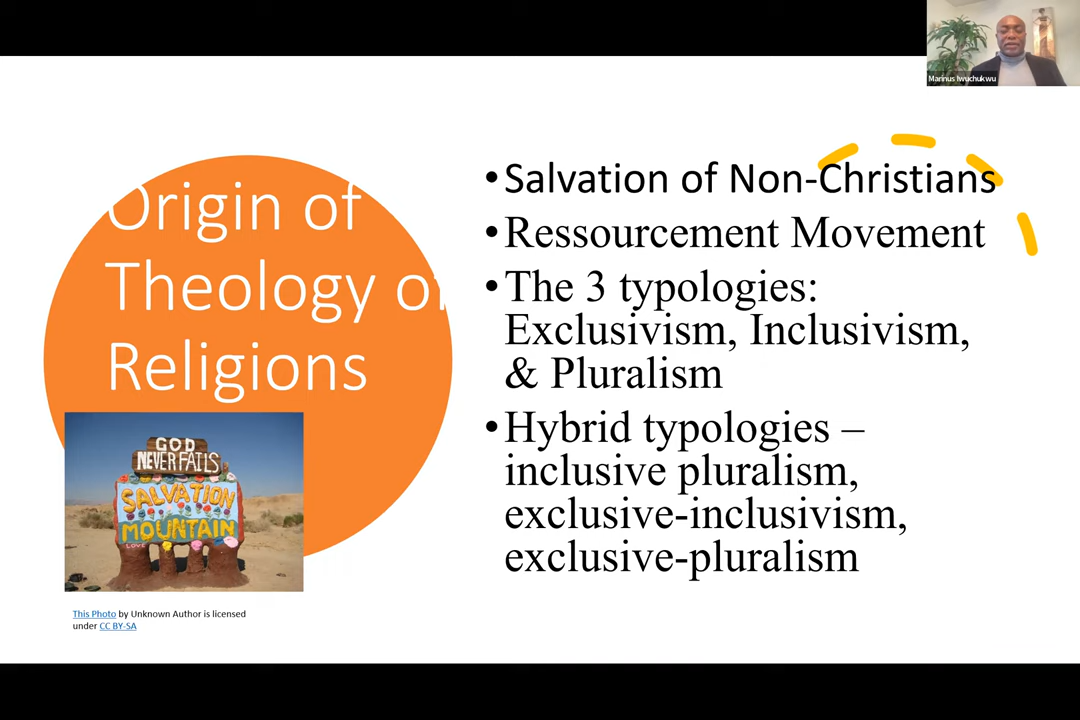 Marinus Iwuchukwu
Origin of
Theology of
Religions
GOD
NEVER FAILS
SALVATION
MOUNTAIN
LOVE
This Photo by Unknown Author is licensed
under CC BY-SA
•Salvation of Non-Christians
•Ressourcement Movement
•The 3 typologies:
Exclusivism, Inclusivism,
& Pluralism
•Hybrid typologies –
inclusive pluralism,
exclusive-inclusivism,
exclusive-pluralism